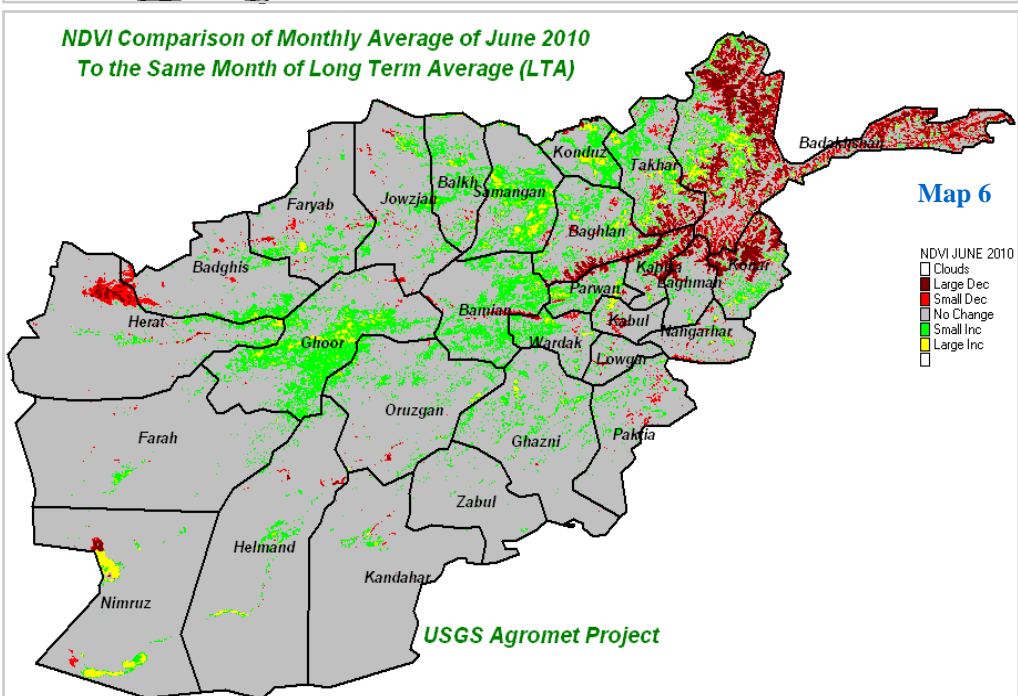 NDVI Comparison of Monthly Average of June 2010
To the Same Month of Long Term Average (LTA)
Badakhshan
Konduz
Takhar
Balkh
Samangan
Jowzjan
Faryab
Map 6
Baghlan
Badghis
NDVI JUNE 2010
Clouds
Large Dec
Small Dec
No Change
Small Inc
Large Inc
Kapisa
Konar
Laghman
Parwan
Bamian
Herat
Kabul
Nangarhar
Ghoor
Wardak
Lowgar
Oruzgan
Farah
Ghazni
Paktia
Zabul
Helmand
Kandahar
Nimruz
USGS Agromet Project